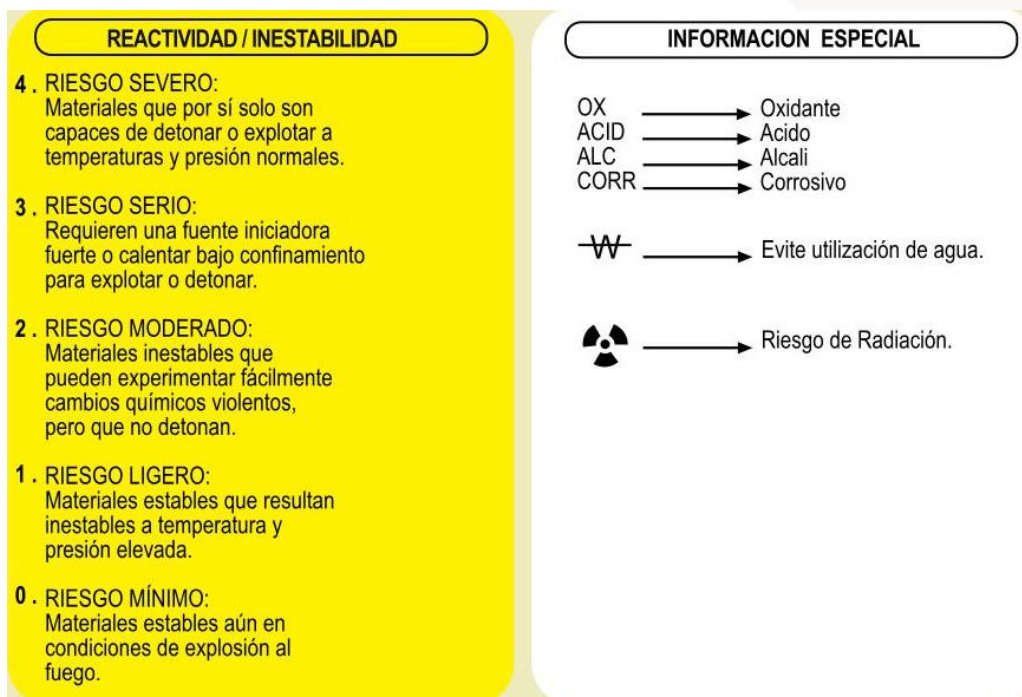 REACTIVIDAD / INESTABILIDAD
4 . RIESGO SEVERO:
Materiales que por sí solo son
capaces de detonar o explotar a
temperaturas y presión normales.
3 . RIESGO SERIO:
Requieren una fuente iniciadora
fuerte o calentar bajo confinamiento
para explotar o detonar.
2 . RIESGO MODERADO:
Materiales inestables que
pueden experimentar fácilmente
cambios químicos violentos,
pero que no detonan.
1 . RIESGO LIGERO:
Materiales estables que resultan
inestables a temperatura y
presión elevada.
0 . RIESGO MÍNIMO:
Materiales estables aún en
condiciones de explosión al
fuego.
INFORMACION ESPECIAL
OX Oxidante
ACID Acido
ALC Alcali
CORR Corrosivo
W Evite utilización de agua.
Riesgo de Radiación.